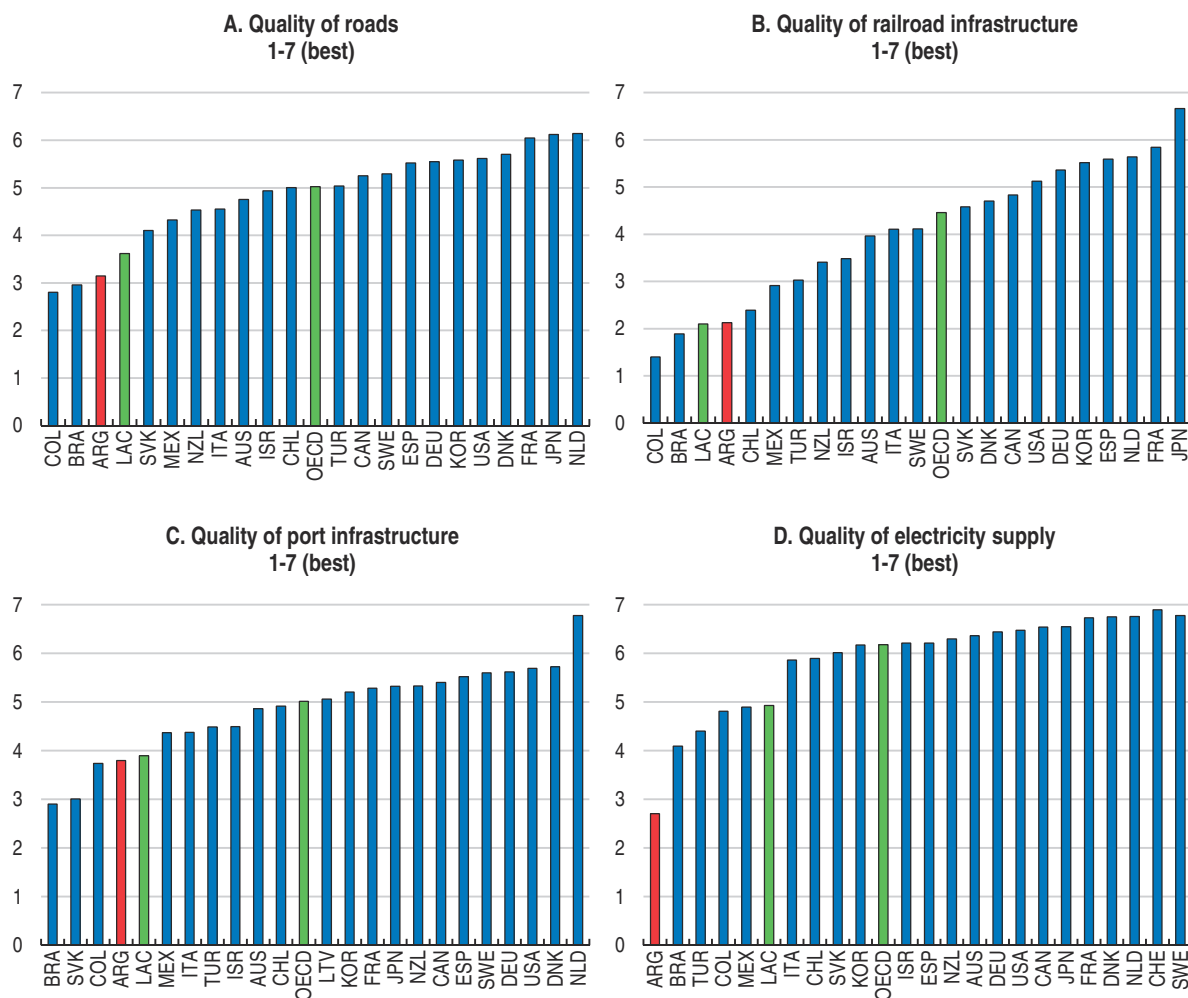 A. Quality of roads
1-7 (best)
7
6
5
4
3
2
1
0
COL BRA ARG LAC SVK MEX NZL ITA AUS ISR CHL OECD TUR CAN SWE ESP DEU KOR USA DNK FRA JPN NLD
B. Quality of railroad infrastructure
1-7 (best)
7
6
5
4
3
2
1
0
COL BRA LAC ARG CHL MEX TUR NZL ISR AUS ITA SWE OECD SVK DNK CAN USA DEU KOR ESP NLD FRA JPN
C. Quality of port infrastructure
1-7 (best)
7
6
5
4
3
2
1
0
BRA SVK COL ARG LAC MEX ITA TUR ISR AUS CHL OECD LTV KOR FRA JPN NZL CAN ESP SWE DEU USA DNK NLD
D. Quality of electricity supply
1-7 (best)
7
6
5
4
3
2
1
0
ARG BRA TUR COL MEX LAC ITA CHL SVK KOR OECD ISR ESP NZL AUS DEU USA CAN JPN FRA DNK NLD CHE SWE